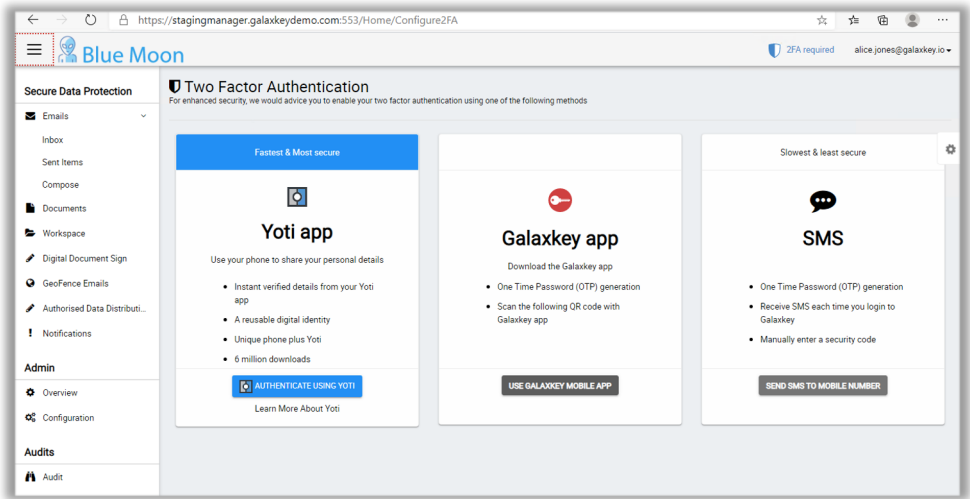 https://stagingmanager.galaxkeydemo.com:553/Home/Configure2FA
Blue Moon
2FA required
alice.jones@galaxkey.io
Secure Data Protection
Emails
Inbox
Sent Items
Compose
Documents
Workspace
Digital Document Sign
GeoFence Emails
Authorised Data Distributi...
Notifications
Admin
Overview
Configuration
Audits
Audit
Two Factor Authentication
For enhanced security, we would advice you to enable your two factor authentication using one of the following methods
Fastest & Most secure
Yoti app
Use your phone to share your personal details
Instant verified details from your Yoti
app
A reusable digital identity
Unique phone plus Yoti
6 million downloads
AUTHENTICATE USING YOTI
Learn More About Yoti
Galaxkey app
Download the Galaxkey app
One Time Password (OTP) generation
Scan the following QR code with
Galaxkey app
USE GALAXKEY MOBILE APP
Slowest & least secure
SMS
One Time Password (OTP) generation
Receive SMS each time you login to
Galaxkey
Manually enter a security code
SEND SMS TO MOBILE NUMBER